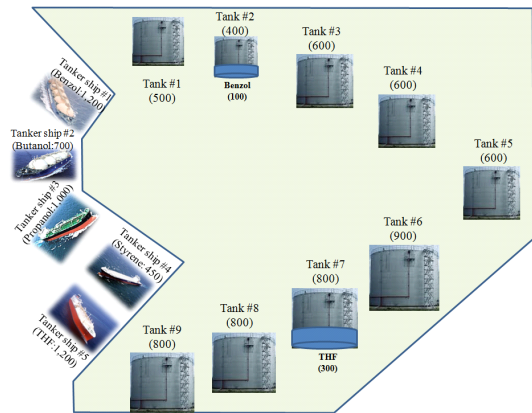 Tank #2
(400)
Tank #3
(600)
Benzol
(100)
Tank #1
(500)
Tank #4
(600)
Tank #5
(600)
Tank #6
(900)
Tank #7
(800)
THF
(300)
Tank #8
(800)
Tank #9
(800)
Tanker ship #1
(Benzol:1,200)
Tanker ship #2
(Butanol:700)
Tanker ship #3
(Propanol:1,000)
Tanker ship #4
(Styrene:450)
Tanker ship #5
(THF:1,200)